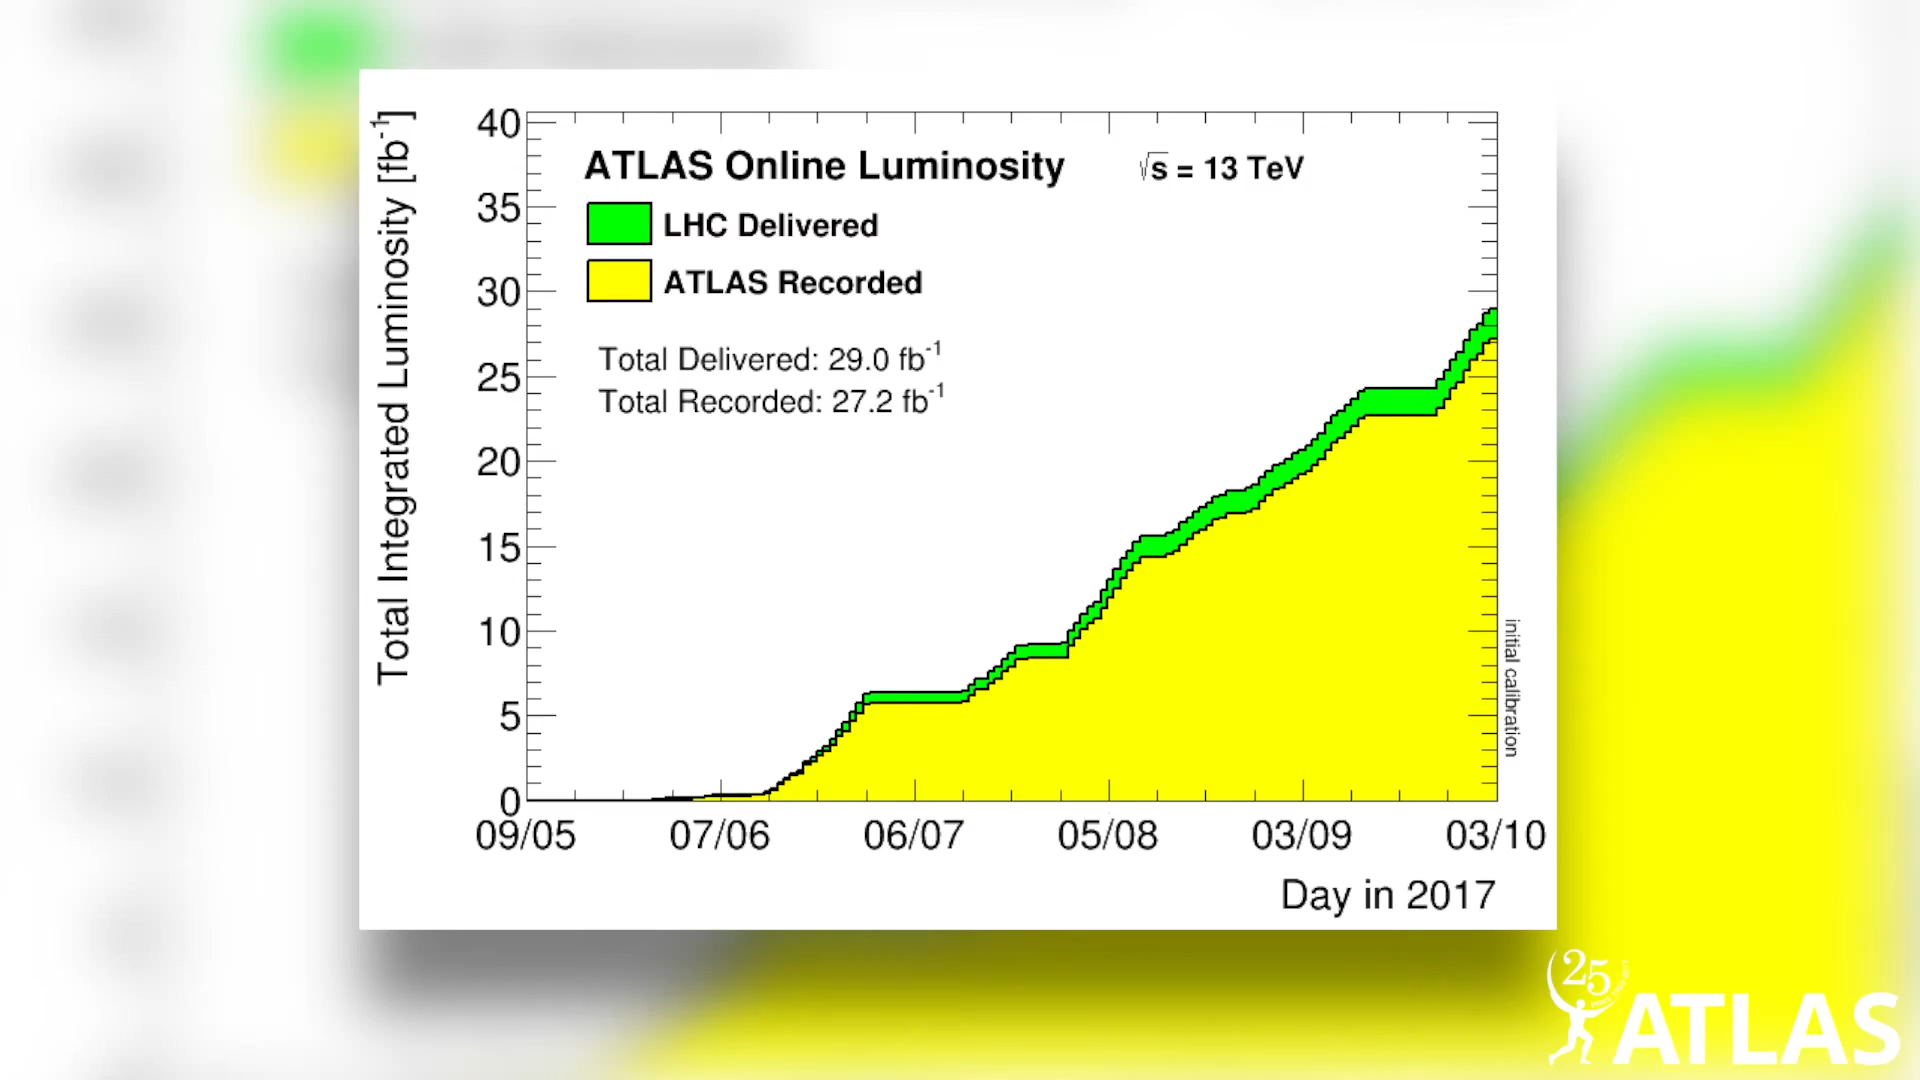 Total Integrated Luminosity [fb⁻¹]
40
35
30
25
20
15
10
5
0
ATLAS Online Luminosity
√s = 13 TeV
LHC Delivered
ATLAS Recorded
Total Delivered: 29.0 fb⁻¹
Total Recorded: 27.2 fb⁻¹
initial calibration
09/05 07/06 06/07 05/08 03/09 03/10
Day in 2017
25
ATLAS